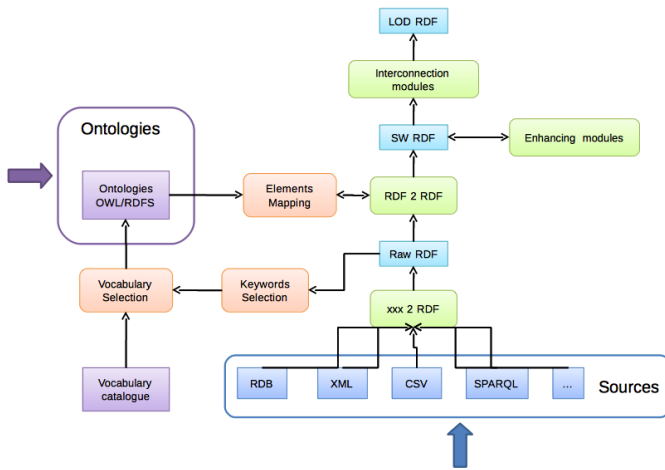 LOD RDF
Interconnection
modules
Ontologies
SW RDF
Enhancing modules
Ontologies
OWL/RDFS
Elements
Mapping
RDF 2 RDF
Raw RDF
Vocabulary
Selection
Keywords
Selection
xxx 2 RDF
Vocabulary
catalogue
RDB
XML
CSV
SPARQL
...
Sources